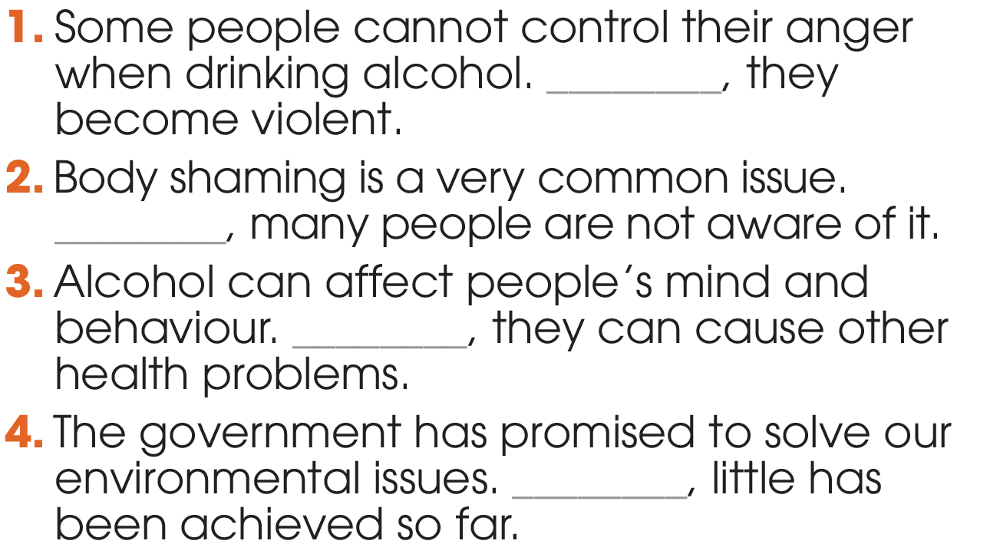 1. Some people cannot control their anger
when drinking alcohol. ________, they
become violent.
2. Body shaming is a very common issue.
________, many people are not aware of it.
3. Alcohol can affect people´s mind and
behaviour. ________, they can cause other
health problems.
4. The government has promised to solve our
environmental issues. ________, little has
been achieved so far.